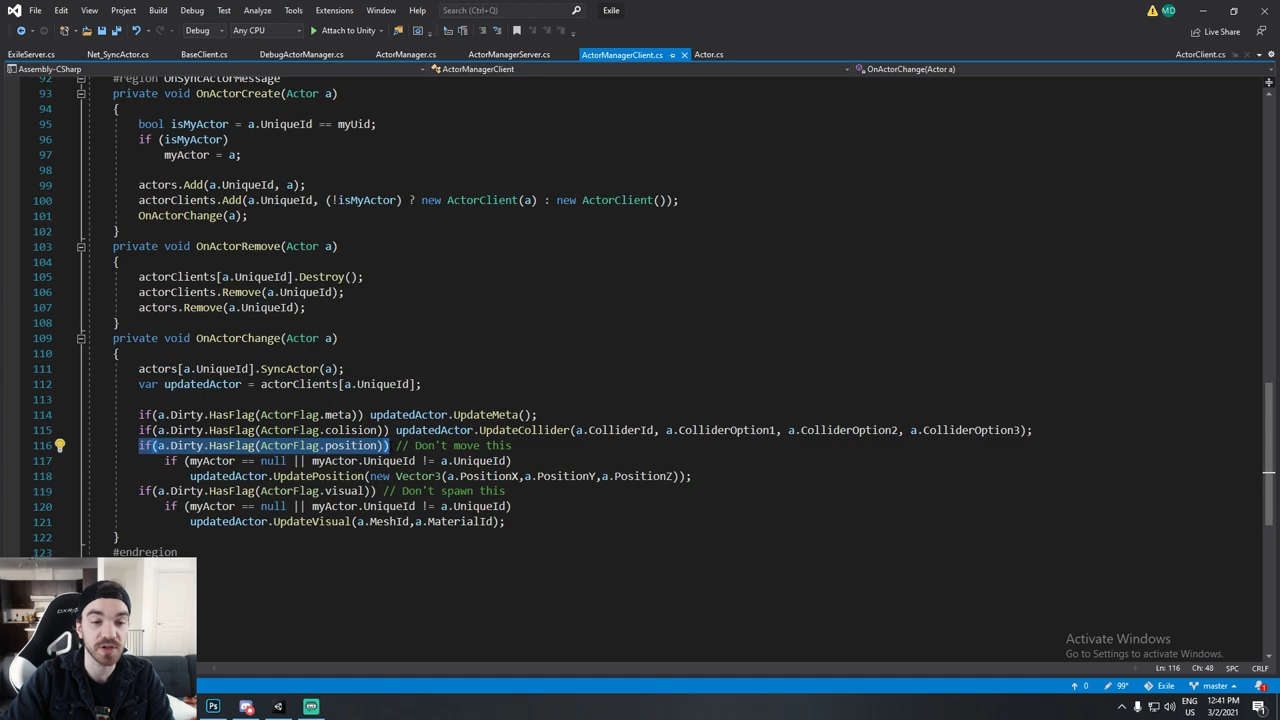 File Edit View Git Project Build Debug Test Analyze Tools Extensions Window Help Search (Ctrl+Q) Exile MD
Debug Any CPU Attach to Unity Live Share
ExileServer.cs Net_SyncActor.cs BaseClient.cs DebugActorManager.cs ActorManager.cs ActorManagerServer.cs ActorManagerClient.cs Actor.cs ActorClient.cs
Assembly-CSharp ActorManagerClient OnActorChange(Actor a)
92 #region OnSyncActorMessage
93 private void OnActorCreate(Actor a)
94 {
95 bool isMyActor = a.UniqueId == myUid;
96 if (isMyActor)
97 myActor = a;
98
99 actors.Add(a.UniqueId, a);
100 actorClients.Add(a.UniqueId, (!isMyActor) ? new ActorClient(a) : new ActorClient());
101 OnActorChange(a);
102 }
103 private void OnActorRemove(Actor a)
104 {
105 actorClients[a.UniqueId].Destroy();
106 actorClients.Remove(a.UniqueId);
107 actors.Remove(a.UniqueId);
108 }
109 private void OnActorChange(Actor a)
110 {
111 actors[a.UniqueId].SyncActor(a);
112 var updatedActor = actorClients[a.UniqueId];
113
114 if(a.Dirty.HasFlag(ActorFlag.meta)) updatedActor.UpdateMeta();
115 if(a.Dirty.HasFlag(ActorFlag.colision)) updatedActor.UpdateCollider(a.ColliderId, a.ColliderOption1, a.ColliderOption2, a.ColliderOption3);
116 if(a.Dirty.HasFlag(ActorFlag.position)) // Don't move this
117 if (myActor == null || myActor.UniqueId != a.UniqueId)
118 updatedActor.UpdatePosition(new Vector3(a.PositionX,a.PositionY,a.PositionZ));
119 if(a.Dirty.HasFlag(ActorFlag.visual)) // Don't spawn this
120 if (myActor == null || myActor.UniqueId != a.UniqueId)
121 updatedActor.UpdateVisual(a.MeshId,a.MaterialId);
122 }
123 #endregion
Activate Windows
Go to Settings to activate Windows.
Ln: 116 Ch: 48 SPC CRLF
0 99* Exile master 1
Ps ENG 12:41 PM
US 3/2/2021